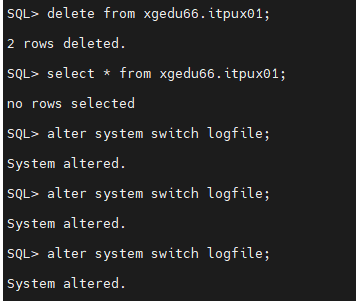 SQL> delete from xgedu66.itpux01;
2 rows deleted.
SQL> select * from xgedu66.itpux01;
no rows selected
SQL> alter system switch logfile;
System altered.
SQL> alter system switch logfile;
System altered.
SQL> alter system switch logfile;
System altered.